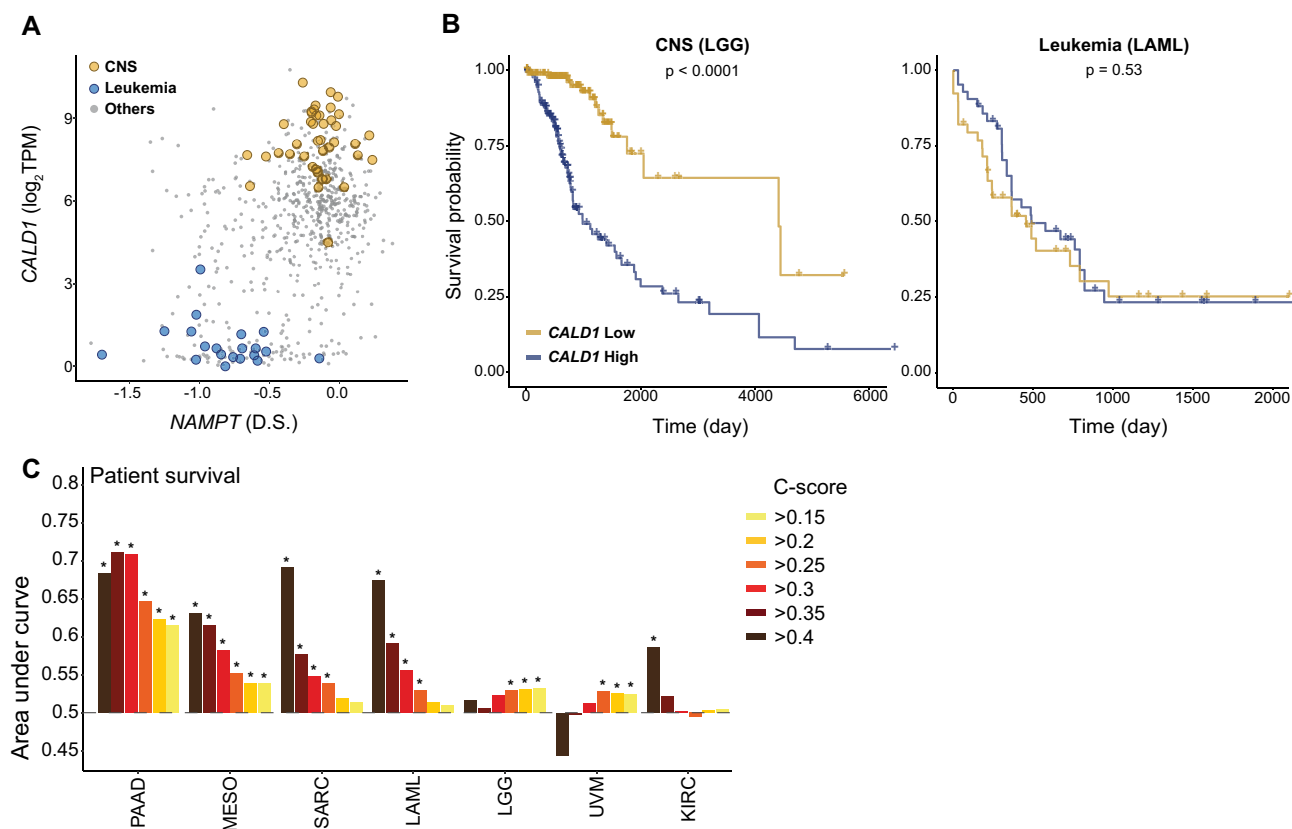 A
CNS
Leukemia
Others
CALD1 (log2TPM)
9
6
3
0
-1.5
-1.0
-0.5
0.0
NAMPT (D.S.)
B
CNS (LGG)
p < 0.0001
Survival probability
1.00
0.75
0.50
0.25
0.00
CALD1 Low
CALD1 High
0
2000
4000
6000
Time (day)
Leukemia (LAML)
p = 0.53
1.00
0.75
0.50
0.25
0.00
0
500
1000
1500
2000
Time (day)
C
Patient survival
Area under curve
0.8
0.75
0.7
0.65
0.6
0.55
0.5
0.45
* * * * * *
* * * * * *
* * * *
* * * *
* * *
* * *
*
PAAD
MESO
SARC
LAML
LGG
UVM
KIRC
C-score
>0.15
>0.2
>0.25
>0.3
>0.35
>0.4